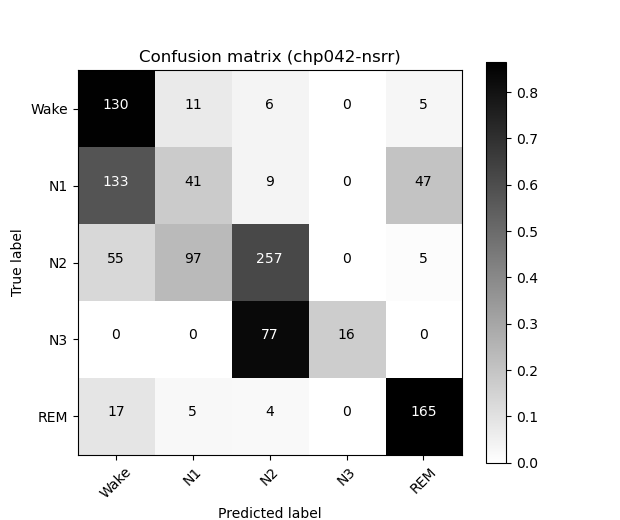 Confusion matrix (chp042-nsrr)
Wake 130 11 6 0 5
N1 133 41 9 0 47
N2 55 97 257 0 5
N3 0 0 77 16 0
REM 17 5 4 0 165
Wake N1 N2 N3 REM
True label
Predicted label
0.8
0.7
0.6
0.5
0.4
0.3
0.2
0.1
0.0